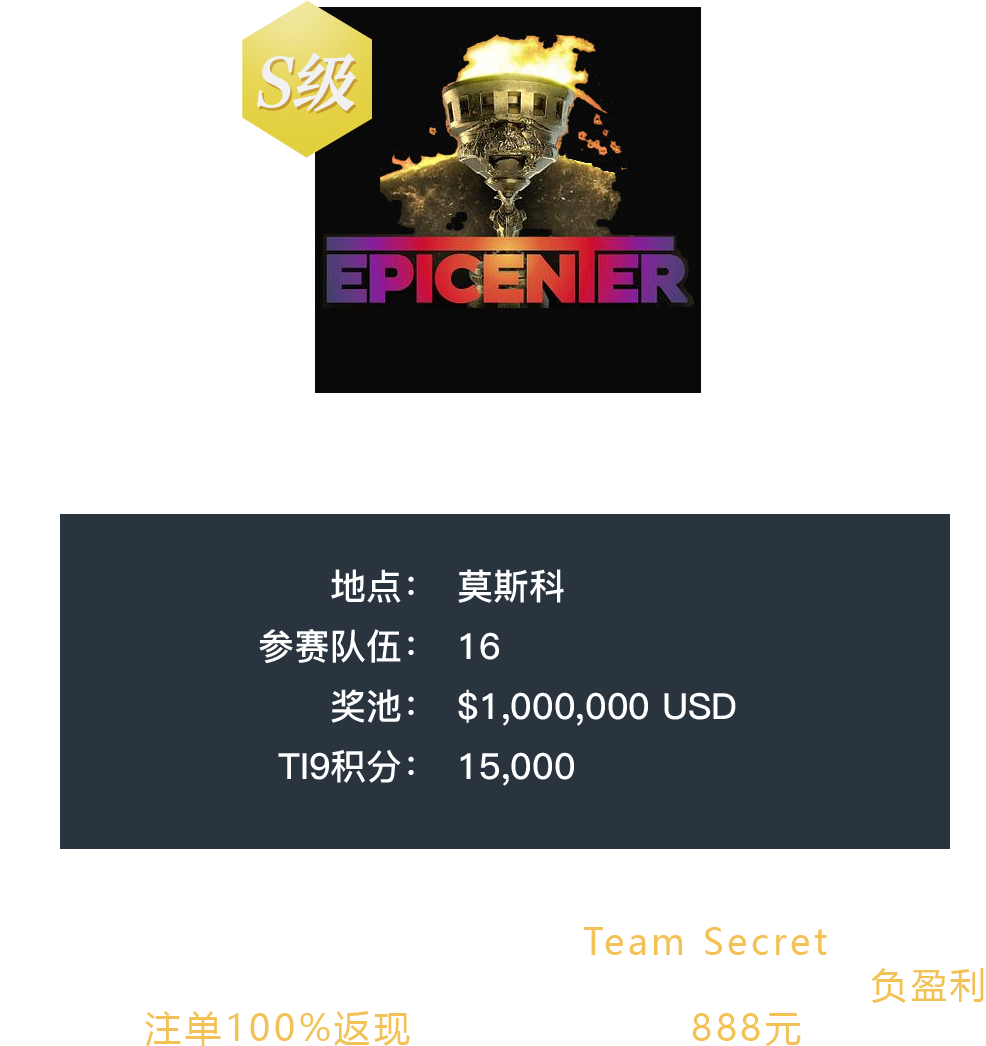 S级
EPICENTER
地点： 莫斯科
参赛队伍： 16
奖池： $1,000,000 USD
TI9积分： 15,000
Team Secret
负盈利
注单100%返现 888元